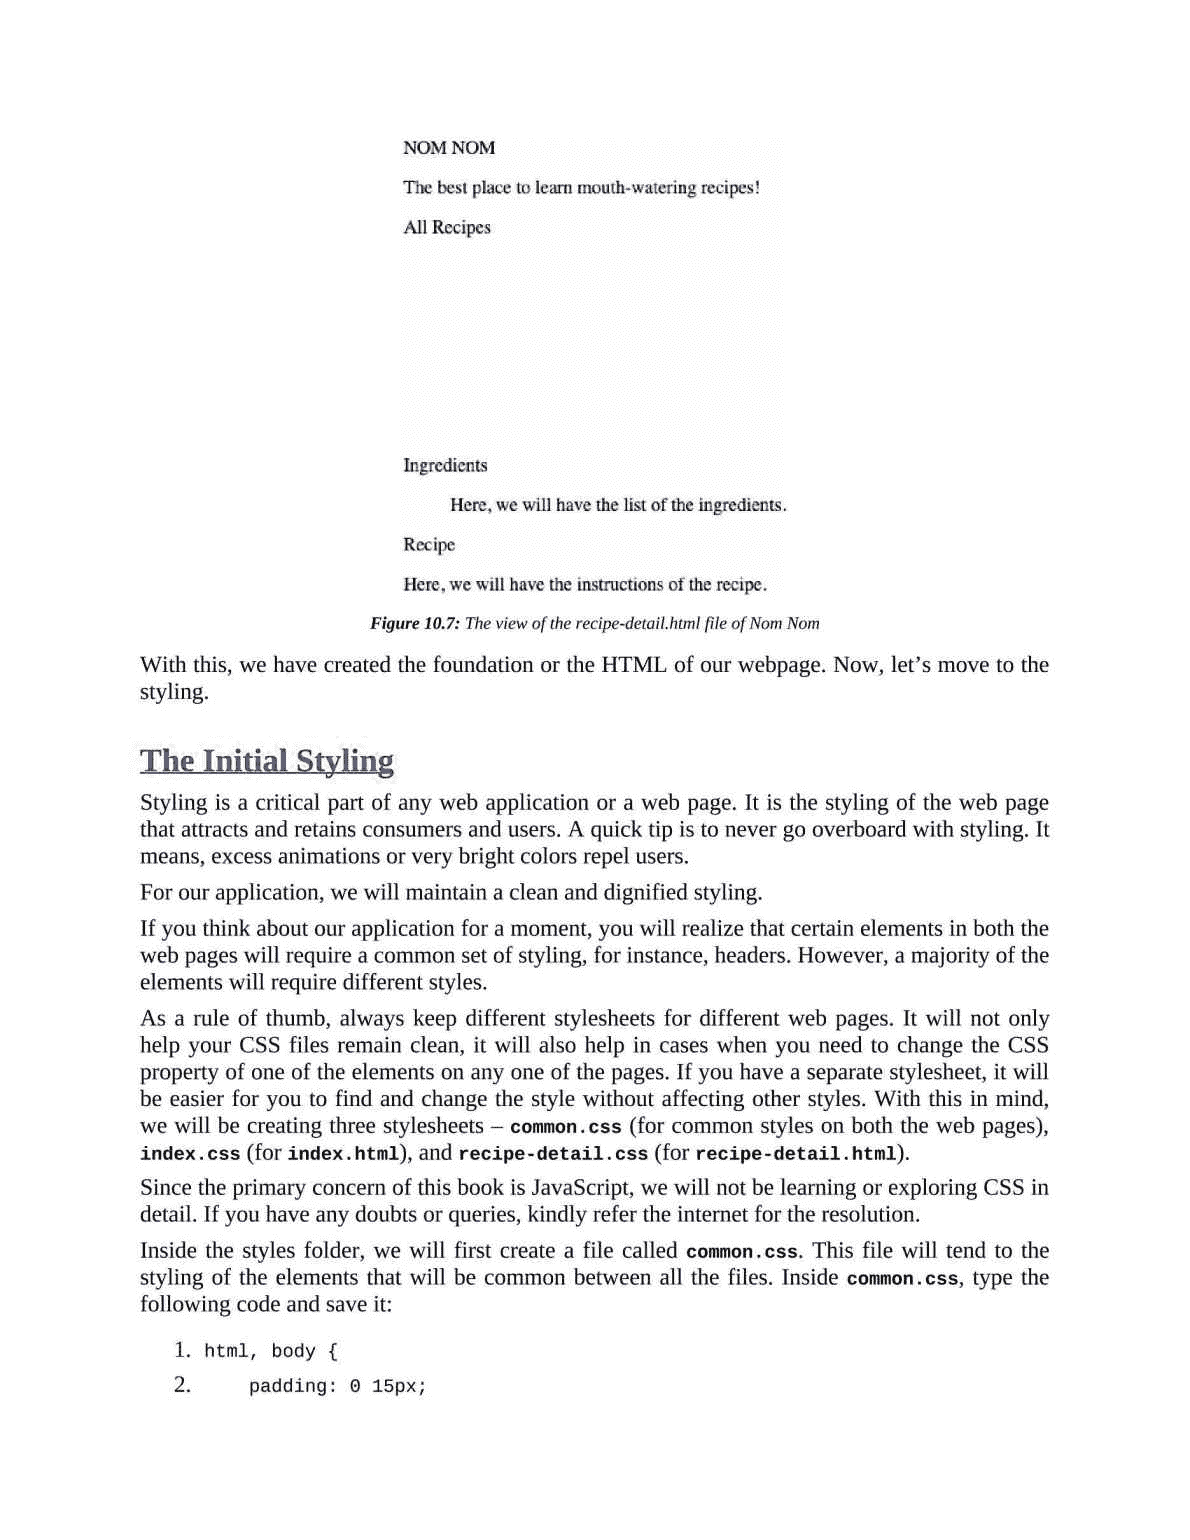 NOM NOM
The best place to learn mouth-watering recipes!
All Recipes
Ingredients
Here, we will have the list of the ingredients.
Recipe
Here, we will have the instructions of the recipe.
Figure 10.7: The view of the recipe-detail.html file of Nom Nom
With this, we have created the foundation or the HTML of our webpage. Now, let’s move to the
styling.
The Initial Styling
Styling is a critical part of any web application or a web page. It is the styling of the web page
that attracts and retains consumers and users. A quick tip is to never go overboard with styling. It
means, excess animations or very bright colors repel users.
For our application, we will maintain a clean and dignified styling.
If you think about our application for a moment, you will realize that certain elements in both the
web pages will require a common set of styling, for instance, headers. However, a majority of the
elements will require different styles.
As a rule of thumb, always keep different stylesheets for different web pages. It will not only
help your CSS files remain clean, it will also help in cases when you need to change the CSS
property of one of the elements on any one of the pages. If you have a separate stylesheet, it will
be easier for you to find and change the style without affecting other styles. With this in mind,
we will be creating three stylesheets – common.css (for common styles on both the web pages),
index.css (for index.html), and recipe-detail.css (for recipe-detail.html).
Since the primary concern of this book is JavaScript, we will not be learning or exploring CSS in
detail. If you have any doubts or queries, kindly refer the internet for the resolution.
Inside the styles folder, we will first create a file called common.css. This file will tend to the
styling of the elements that will be common between all the files. Inside common.css, type the
following code and save it:
1. html, body {
2. padding: 0 15px;